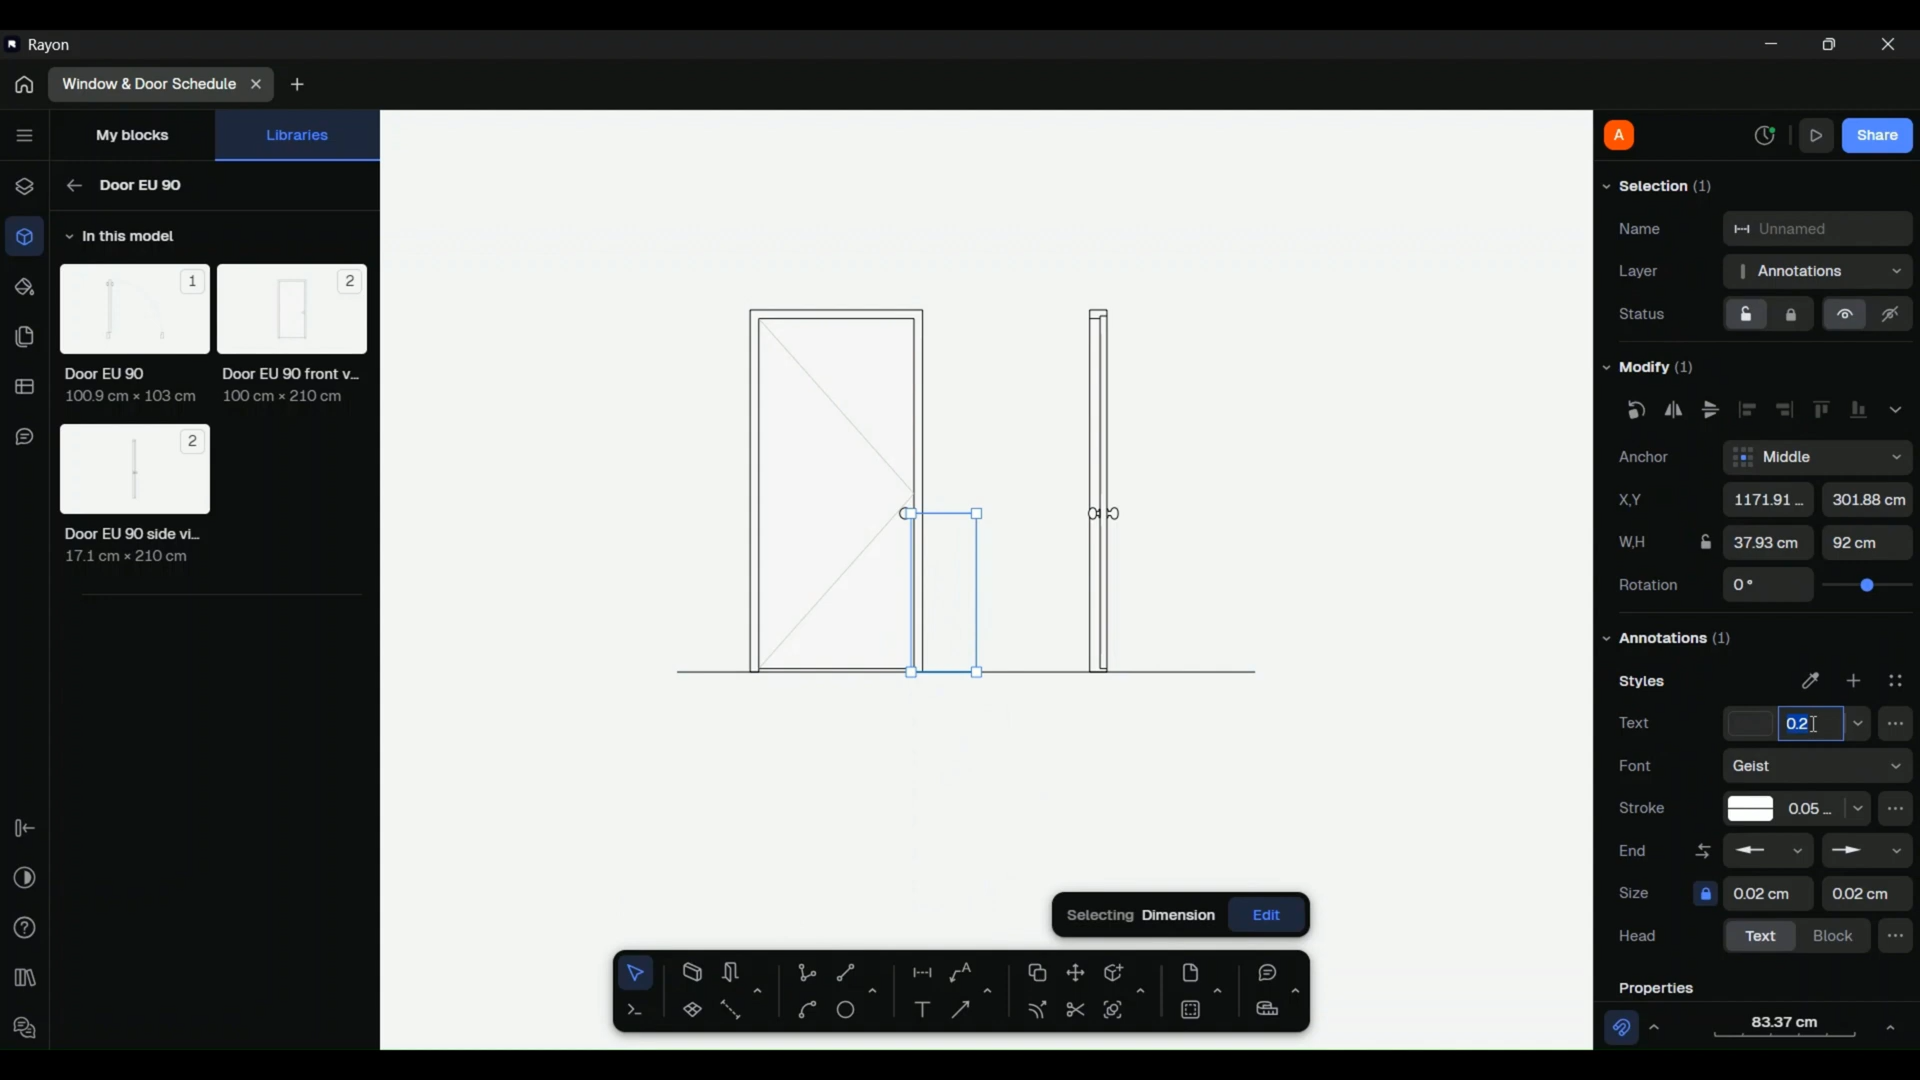 Rayon
Window & Door Schedule
My blocks
Libraries
Door EU 90
In this model
1
2
Door EU 90
100.9 cm × 103 cm
Door EU 90 front v...
100 cm × 210 cm
2
Door EU 90 side vi...
17.1 cm × 210 cm
A
Share
Selection (1)
Name
Unnamed
Layer
Annotations
Status
Modify (1)
Anchor
Middle
X,Y
1171.91 ...
301.88 cm
W,H
37.93 cm
92 cm
Rotation
0°
Annotations (1)
Styles
Text
0.2
Font
Geist
Stroke
0.05 ...
End
Size
0.02 cm
0.02 cm
Head
Text
Block
Properties
83.37 cm
Selecting Dimension
Edit